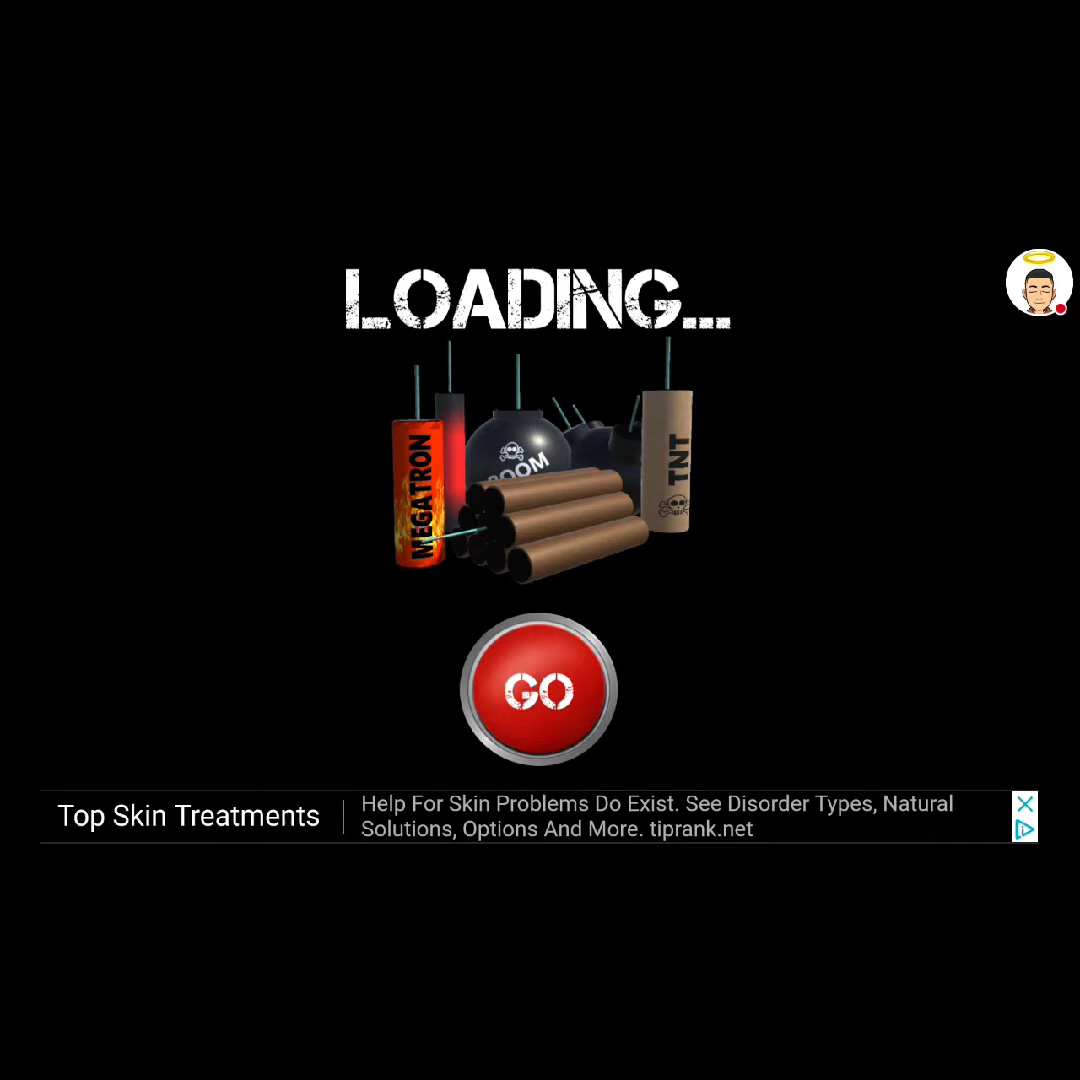 LOADING...
MEGATRON
BOOM
TNT
GO
Top Skin Treatments
Help For Skin Problems Do Exist. See Disorder Types, Natural
Solutions, Options And More. tiprank.net